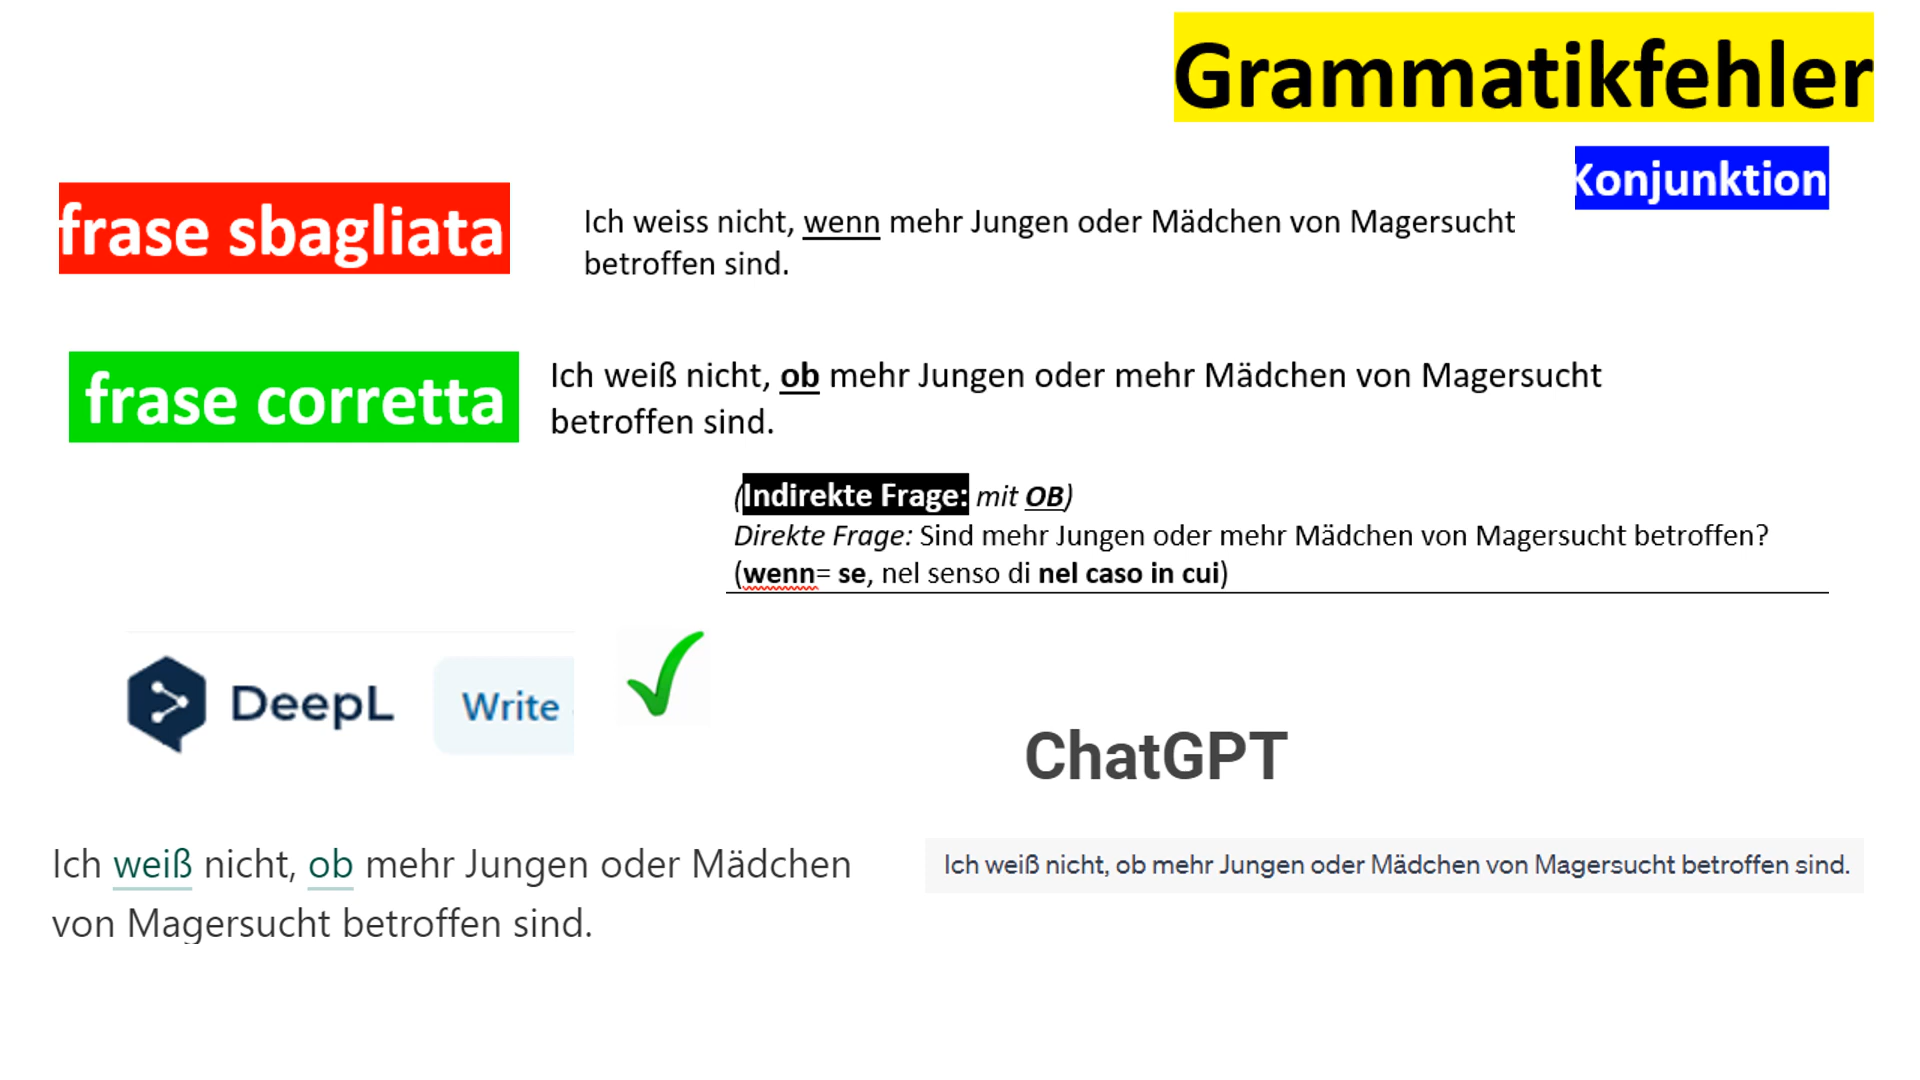 Grammatikfehler
Konjunktion
frase sbagliata
Ich weiss nicht, wenn mehr Jungen oder Mädchen von Magersucht
betroffen sind.
frase corretta
Ich weiß nicht, ob mehr Jungen oder mehr Mädchen von Magersucht
betroffen sind.
(Indirekte Frage: mit OB)
Direkte Frage: Sind mehr Jungen oder mehr Mädchen von Magersucht betroffen?
(wenn= se, nel senso di nel caso in cui)
DeepL Write
ChatGPT
Ich weiß nicht, ob mehr Jungen oder Mädchen
von Magersucht betroffen sind.
Ich weiß nicht, ob mehr Jungen oder Mädchen von Magersucht betroffen sind.